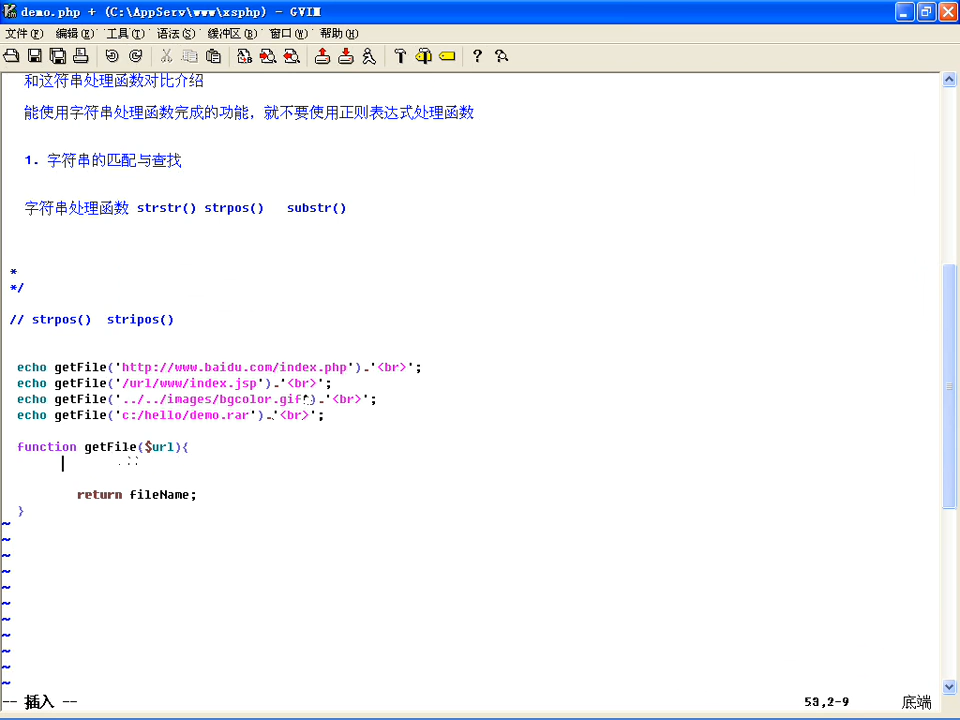 demo.php + (C:\AppServ\www\xsphp) - GVIM
文件(F) 编辑(E) 工具(T) 语法(S) 缓冲区(B) 窗口(W) 帮助(H)
和这符串处理函数对比介绍
能使用字符串处理函数完成的功能，就不要使用正则表达式处理函数
1. 字符串的匹配与查找
字符串处理函数 strstr() strpos() substr()
*
*/
// strpos() stripos()
echo getFile('http://www.baidu.com/index.php').'<br>';
echo getFile('/url/www/index.jsp').'<br>';
echo getFile('../../images/bgcolor.gif').'<br>';
echo getFile('c:/hello/demo.rar').'<br>';
function getFile($url){
return fileName;
}
~
~
~
~
~
~
~
~
~
~
~
-- 插入 -- 53,2-9 底端